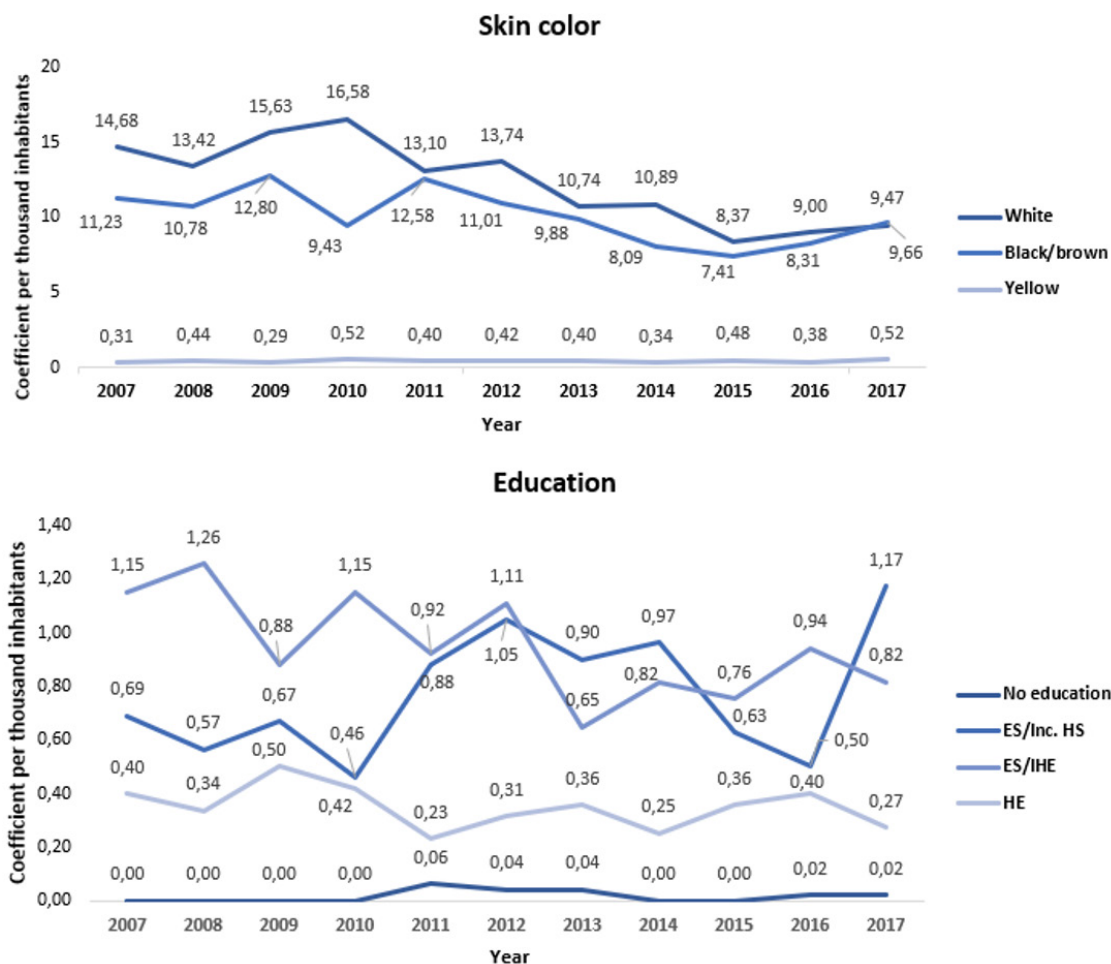 Skin color
Coefficient per thousand inhabitants
20
15
10
5
0
14,68 13,42 15,63 16,58 13,10 13,74 10,74 10,89 8,37 9,00 9,47
11,23 10,78 12,80 9,43 12,58 11,01 9,88 8,09 7,41 8,31 9,66
0,31 0,44 0,29 0,52 0,40 0,42 0,40 0,34 0,48 0,38 0,52
2007 2008 2009 2010 2011 2012 2013 2014 2015 2016 2017
Year
White
Black/brown
Yellow
Education
Coefficient per thousand inhabitants
1,40
1,20
1,00
0,80
0,60
0,40
0,20
0,00
1,15 1,26 0,88 1,15 0,92 1,11 0,65 0,82 0,76 0,94 0,82
0,69 0,57 0,67 0,46 0,88 1,05 0,90 0,97 0,63 0,50 1,17
0,40 0,34 0,50 0,42 0,23 0,31 0,36 0,25 0,36 0,40 0,27
0,00 0,00 0,00 0,00 0,06 0,04 0,04 0,00 0,00 0,02 0,02
2007 2008 2009 2010 2011 2012 2013 2014 2015 2016 2017
Year
No education
ES/Inc. HS
ES/IHE
HE